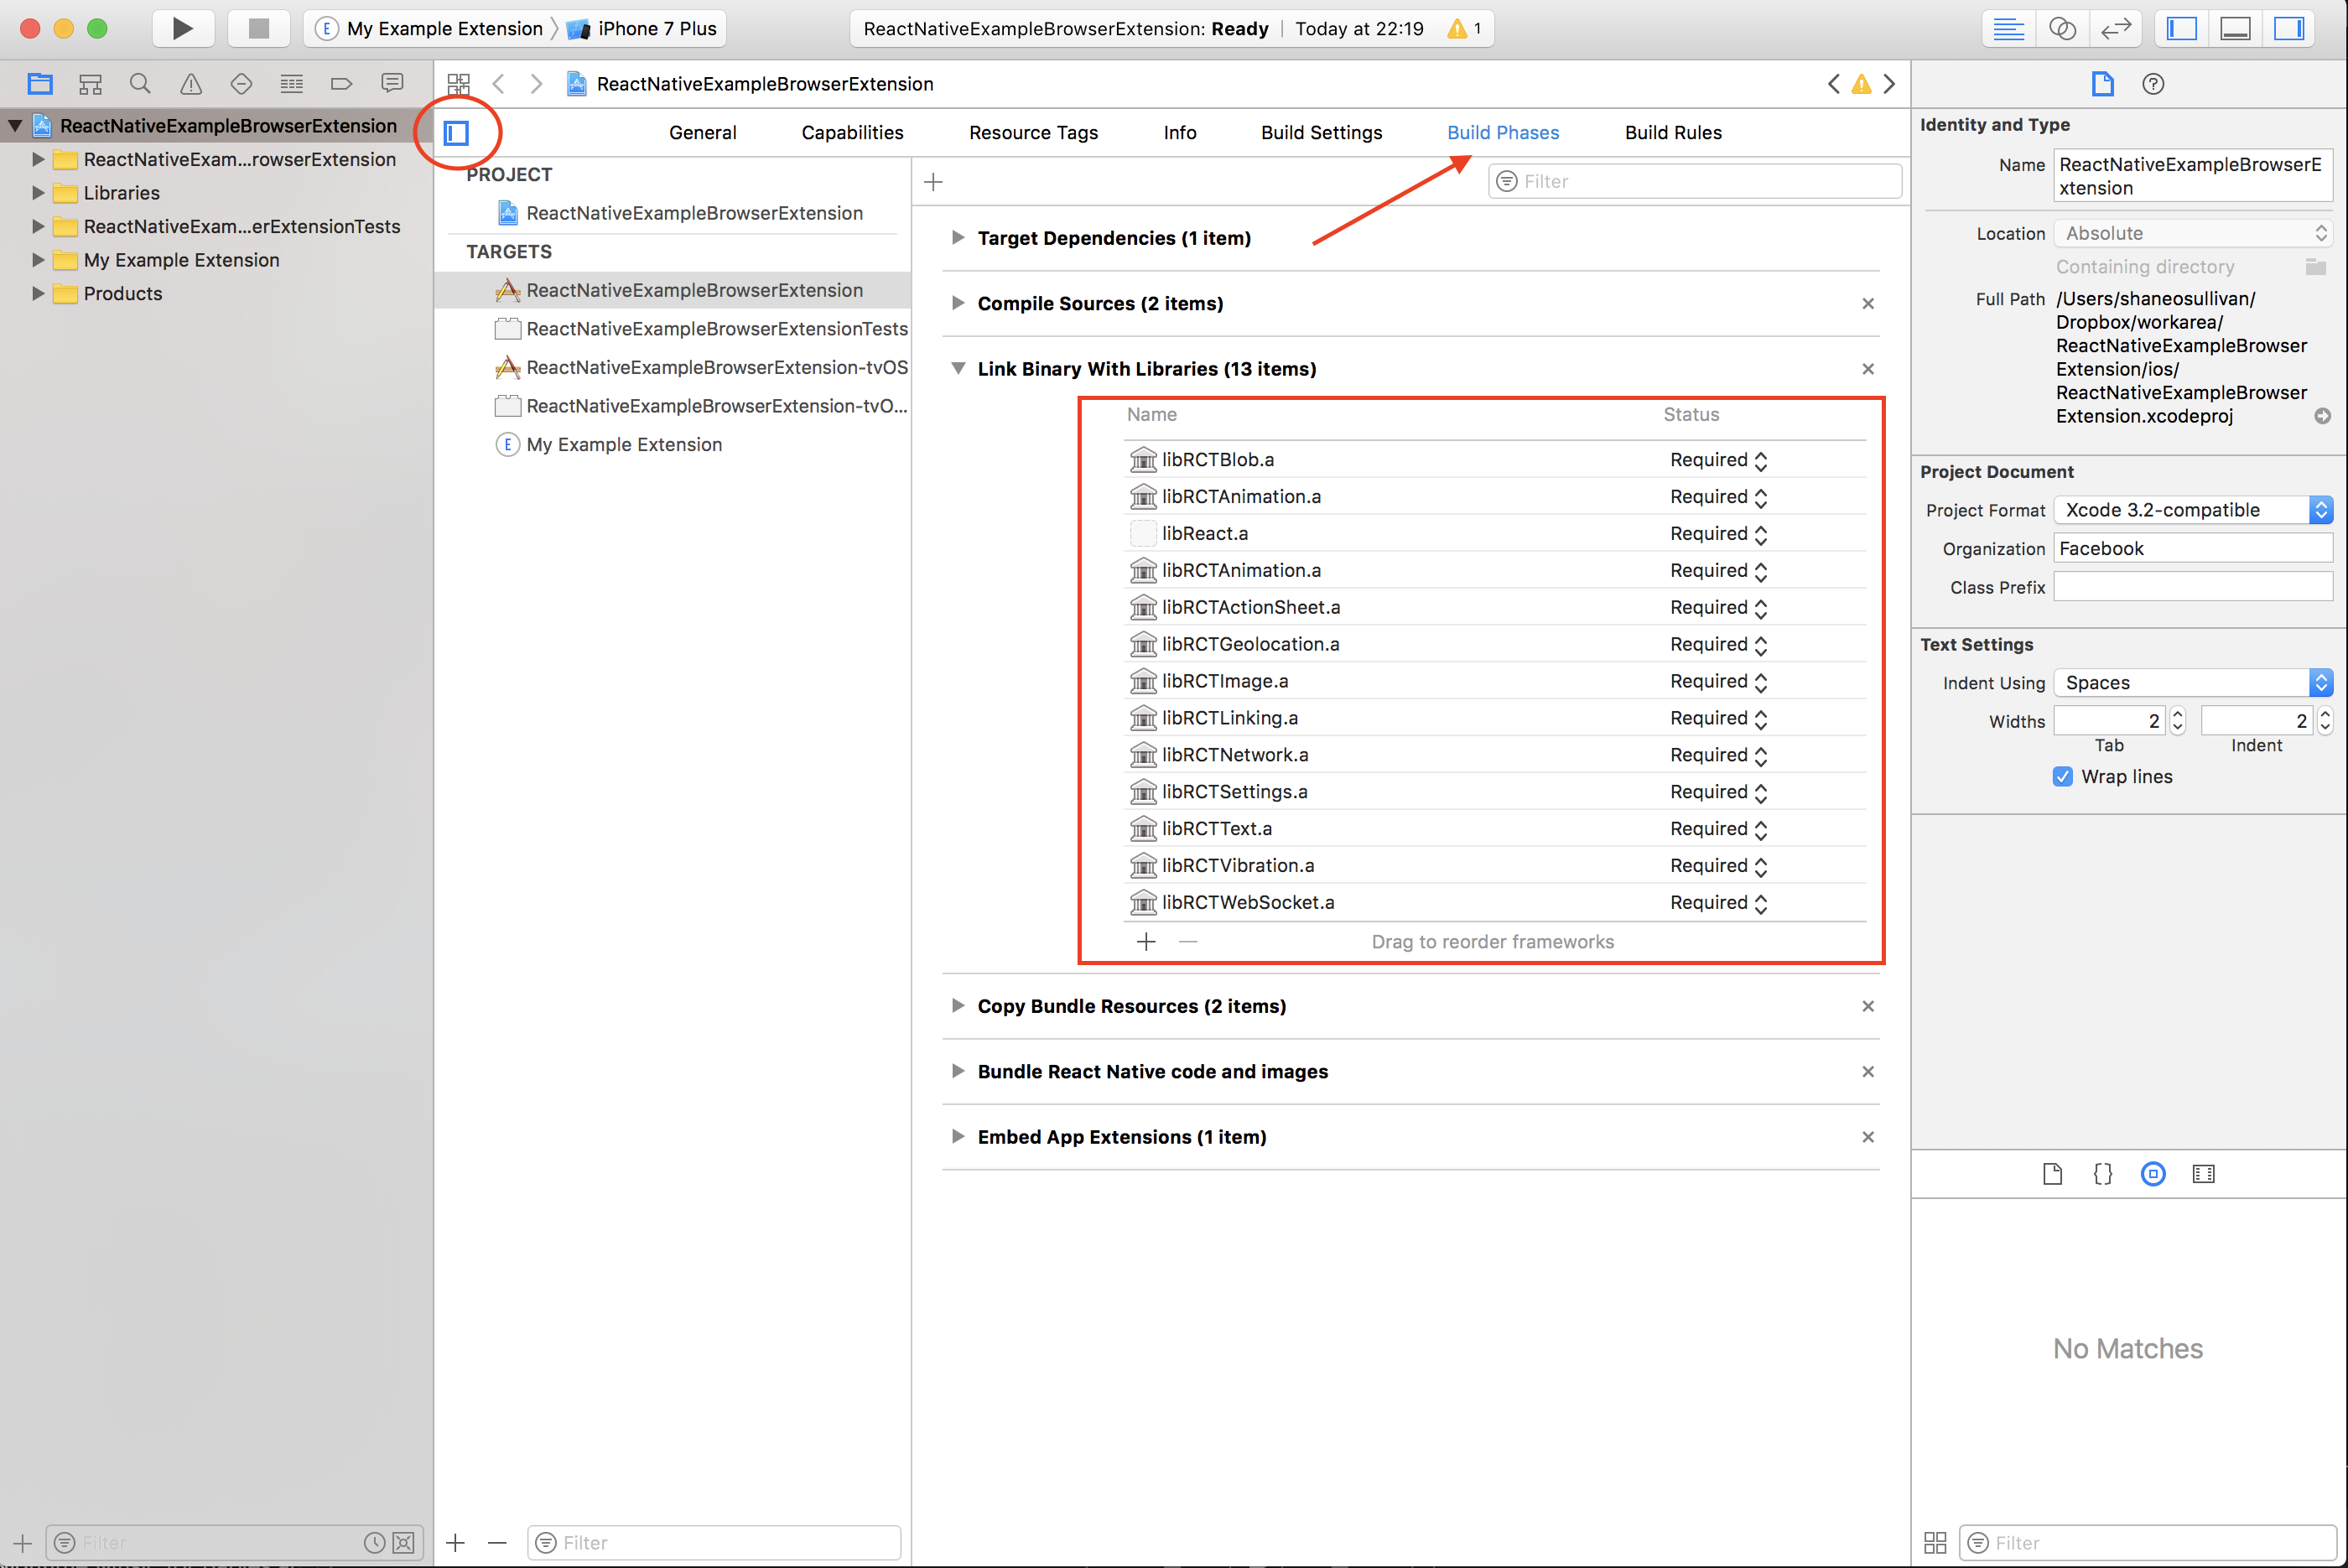 My Example Extension
iPhone 7 Plus
ReactNativeExampleBrowserExtension: Ready | Today at 22:19
1
ReactNativeExampleBrowserExtension
ReactNativeExam...rowserExtension
Libraries
ReactNativeExam...erExtensionTests
My Example Extension
Products
Filter
ReactNativeExampleBrowserExtension
General
Capabilities
Resource Tags
Info
Build Settings
Build Phases
Build Rules
PROJECT
ReactNativeExampleBrowserExtension
TARGETS
ReactNativeExampleBrowserExtension
ReactNativeExampleBrowserExtensionTests
ReactNativeExampleBrowserExtension-tvOS
ReactNativeExampleBrowserExtension-tvO...
E My Example Extension
Filter
Filter
Target Dependencies (1 item)
Compile Sources (2 items)
Link Binary With Libraries (13 items)
Name Status
libRCTBlob.a Required
libRCTAnimation.a Required
libReact.a Required
libRCTAnimation.a Required
libRCTActionSheet.a Required
libRCTGeolocation.a Required
libRCTImage.a Required
libRCTLinking.a Required
libRCTNetwork.a Required
libRCTSettings.a Required
libRCTText.a Required
libRCTVibration.a Required
libRCTWebSocket.a Required
Drag to reorder frameworks
Copy Bundle Resources (2 items)
Bundle React Native code and images
Embed App Extensions (1 item)
Identity and Type
Name ReactNativeExampleBrowserE
xtension
Location Absolute
Containing directory
Full Path /Users/shaneosullivan/
Dropbox/workarea/
ReactNativeExampleBrowser
Extension/ios/
ReactNativeExampleBrowser
Extension.xcodeproj
Project Document
Project Format Xcode 3.2-compatible
Organization Facebook
Class Prefix
Text Settings
Indent Using Spaces
Widths 2 2
Tab Indent
Wrap lines
No Matches
Filter